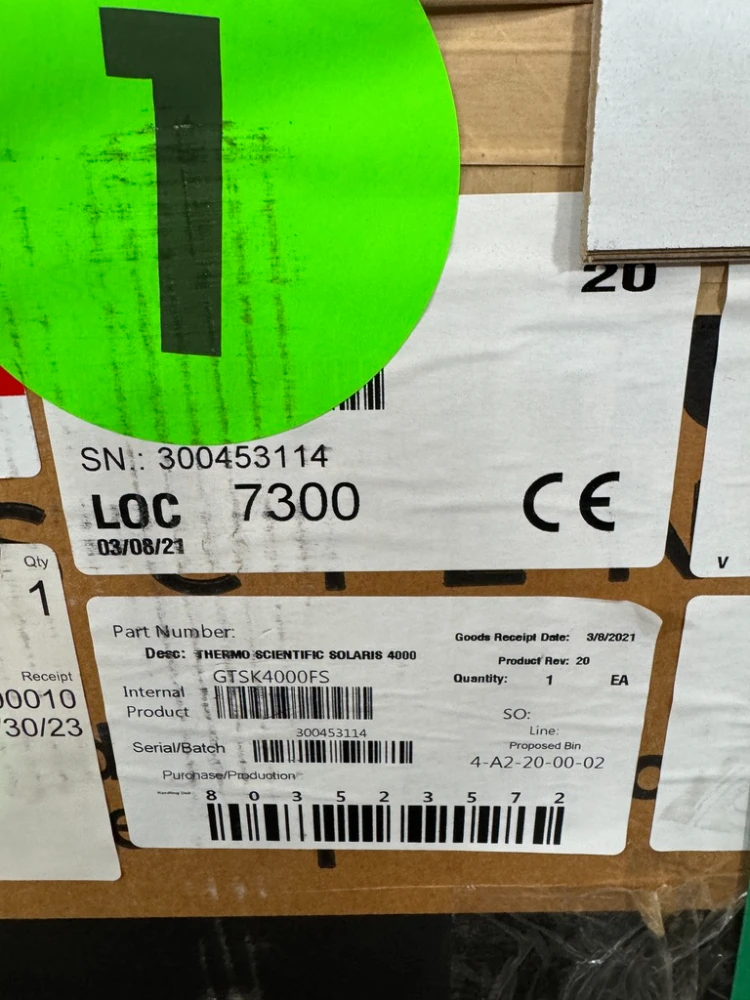 1
20
SN.: 300453114
LOC 7300
CE
03/08/21
V
Qty
1
Receipt
00010
30/23
Part Number:
Desc: THERMO SCIENTIFIC SOLARIS 4000
GTSK4000FS
Internal
Product
300453114
Serial/Batch
Purchase/Production
Handling Unit
8 0 3 5 2 3 5 7 2
Goods Receipt Date: 3/8/2021
Product Rev: 20
Quantity: 1 EA
SO:
Line:
Proposed Bin
4-A2-20-00-02